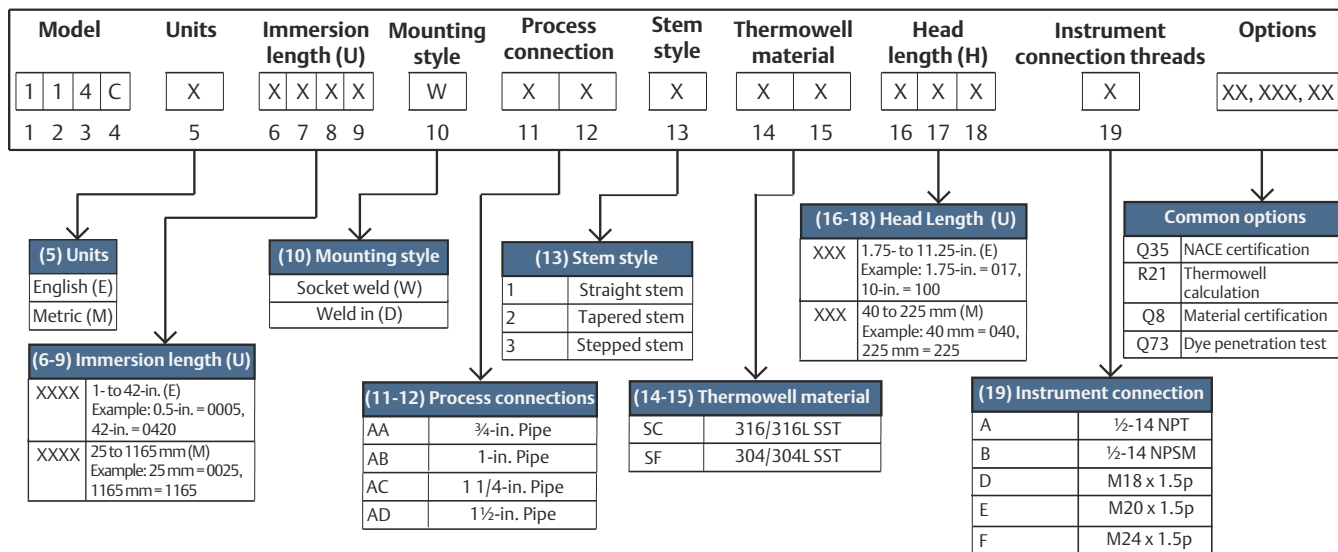 Model Units Immersion length (U) Mounting style Process connection Stem style Thermowell material Head length (H) Instrument connection threads Options
1 1 4 C X X X X X W X X X X X X X X X XX, XXX, XX
1 2 3 4 5 6 7 8 9 10 11 12 13 14 15 16 17 18 19
(5) Units
English (E)
Metric (M)
(6-9) Immersion length (U)
XXXX 1- to 42-in. (E)
Example: 0.5-in. = 0005,
42-in. = 0420
XXXX 25 to 1165 mm (M)
Example: 25 mm = 0025,
1165 mm = 1165
(10) Mounting style
Socket weld (W)
Weld in (D)
(11-12) Process connections
AA ¾-in. Pipe
AB 1-in. Pipe
AC 1 1/4-in. Pipe
AD 1½-in. Pipe
(13) Stem style
1 Straight stem
2 Tapered stem
3 Stepped stem
(14-15) Thermowell material
SC 316/316L SST
SF 304/304L SST
(16-18) Head Length (U)
XXX 1.75- to 11.25-in. (E)
Example: 1.75-in. = 017,
10-in. = 100
XXX 40 to 225 mm (M)
Example: 40 mm = 040,
225 mm = 225
(19) Instrument connection
A ½-14 NPT
B ½-14 NPSM
D M18 x 1.5p
E M20 x 1.5p
F M24 x 1.5p
Common options
Q35 NACE certification
R21 Thermowell
calculation
Q8 Material certification
Q73 Dye penetration test